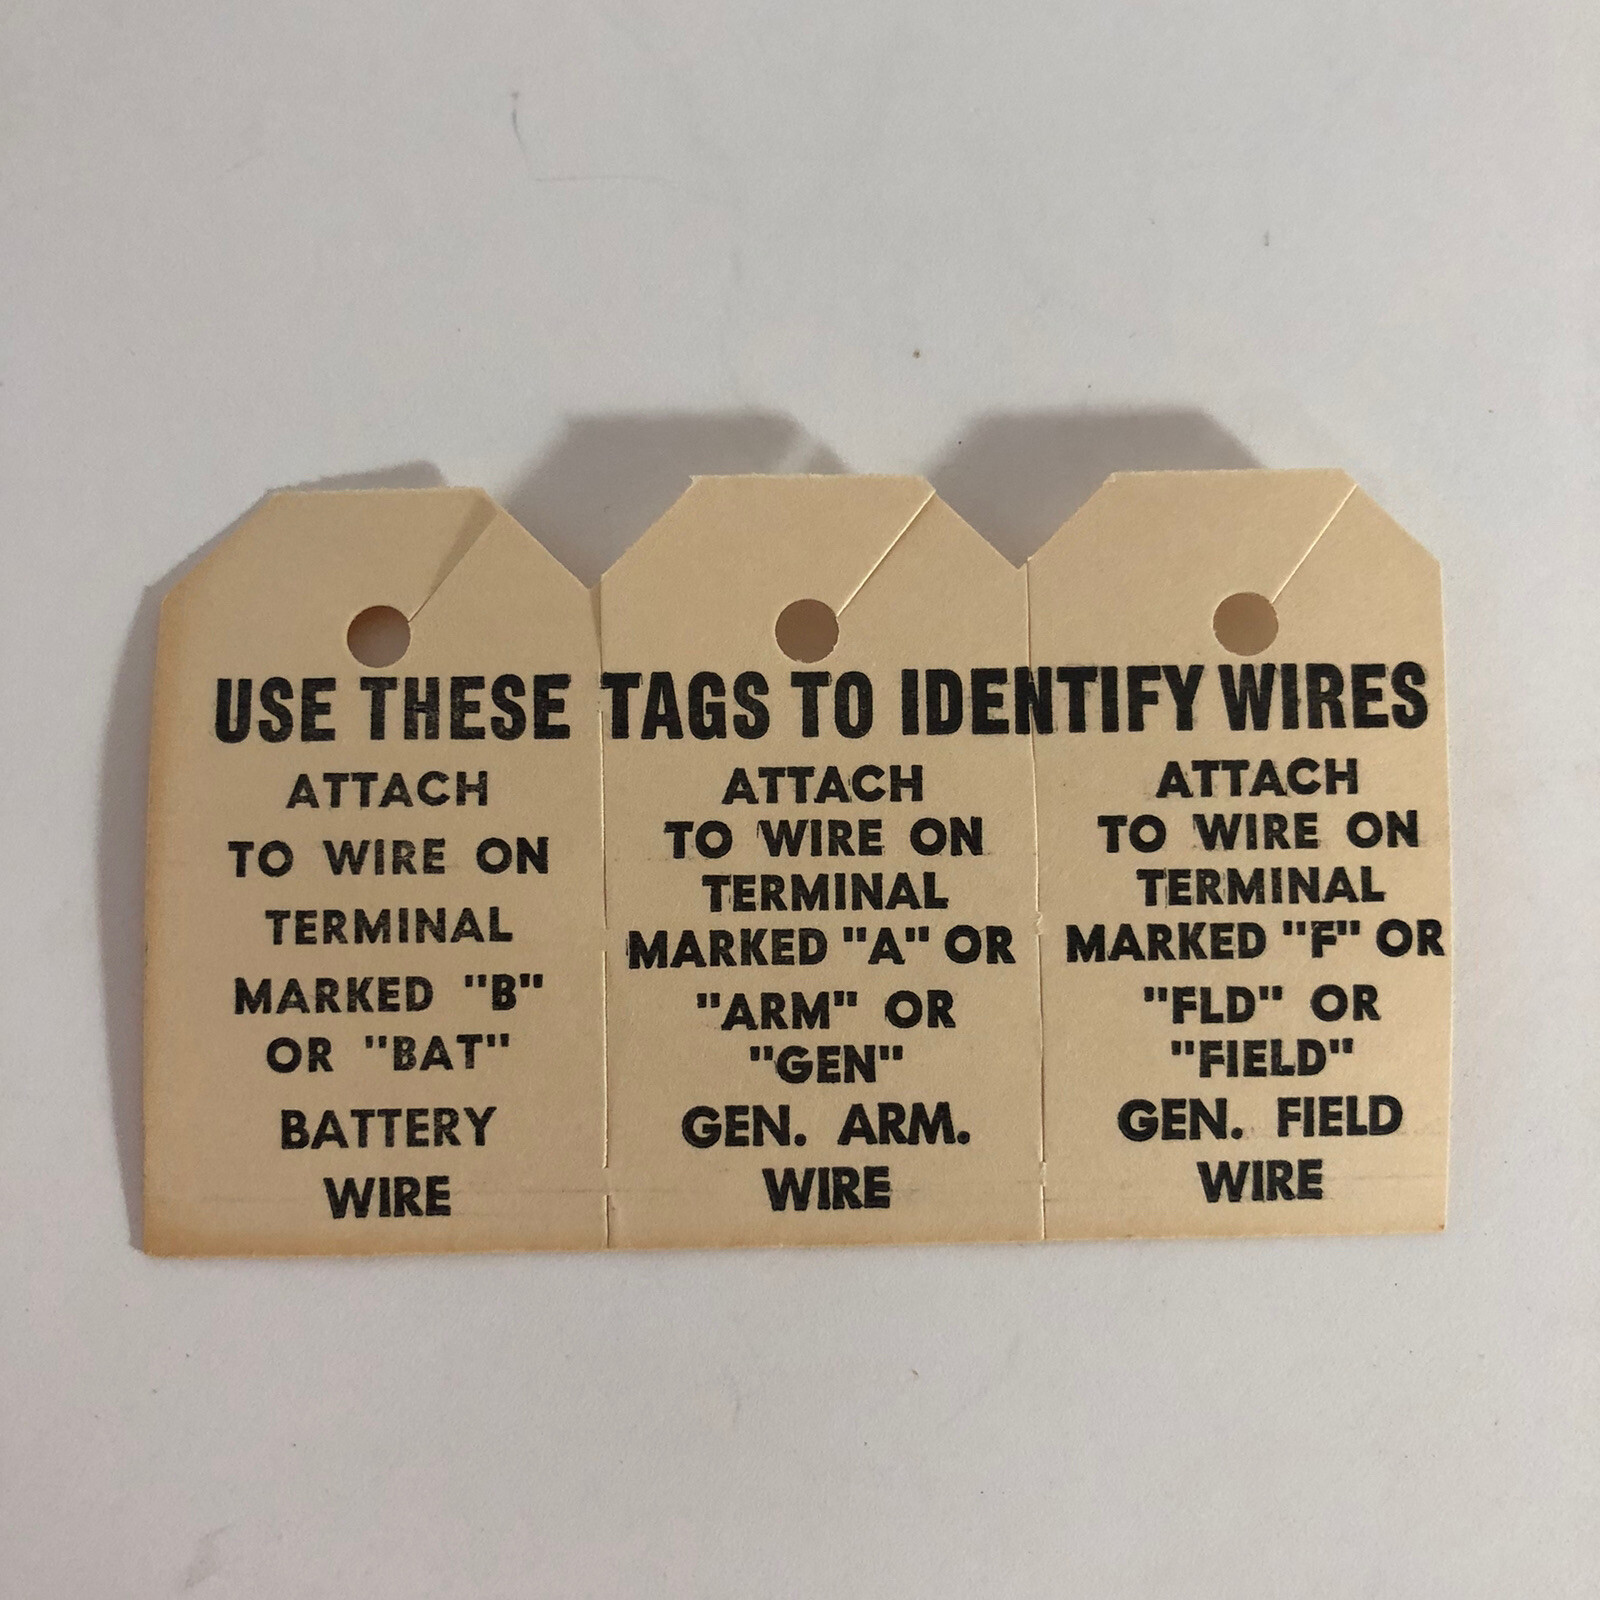 USE THESE TAGS TO IDENTIFY WIRES
ATTACH
TO WIRE ON
TERMINAL
MARKED "B"
OR "BAT"
BATTERY
WIRE
ATTACH
TO WIRE ON
TERMINAL
MARKED "A" OR
"ARM" OR
"GEN"
GEN. ARM.
WIRE
ATTACH
TO WIRE ON
TERMINAL
MARKED "F" OR
"FLD" OR
"FIELD"
GEN. FIELD
WIRE